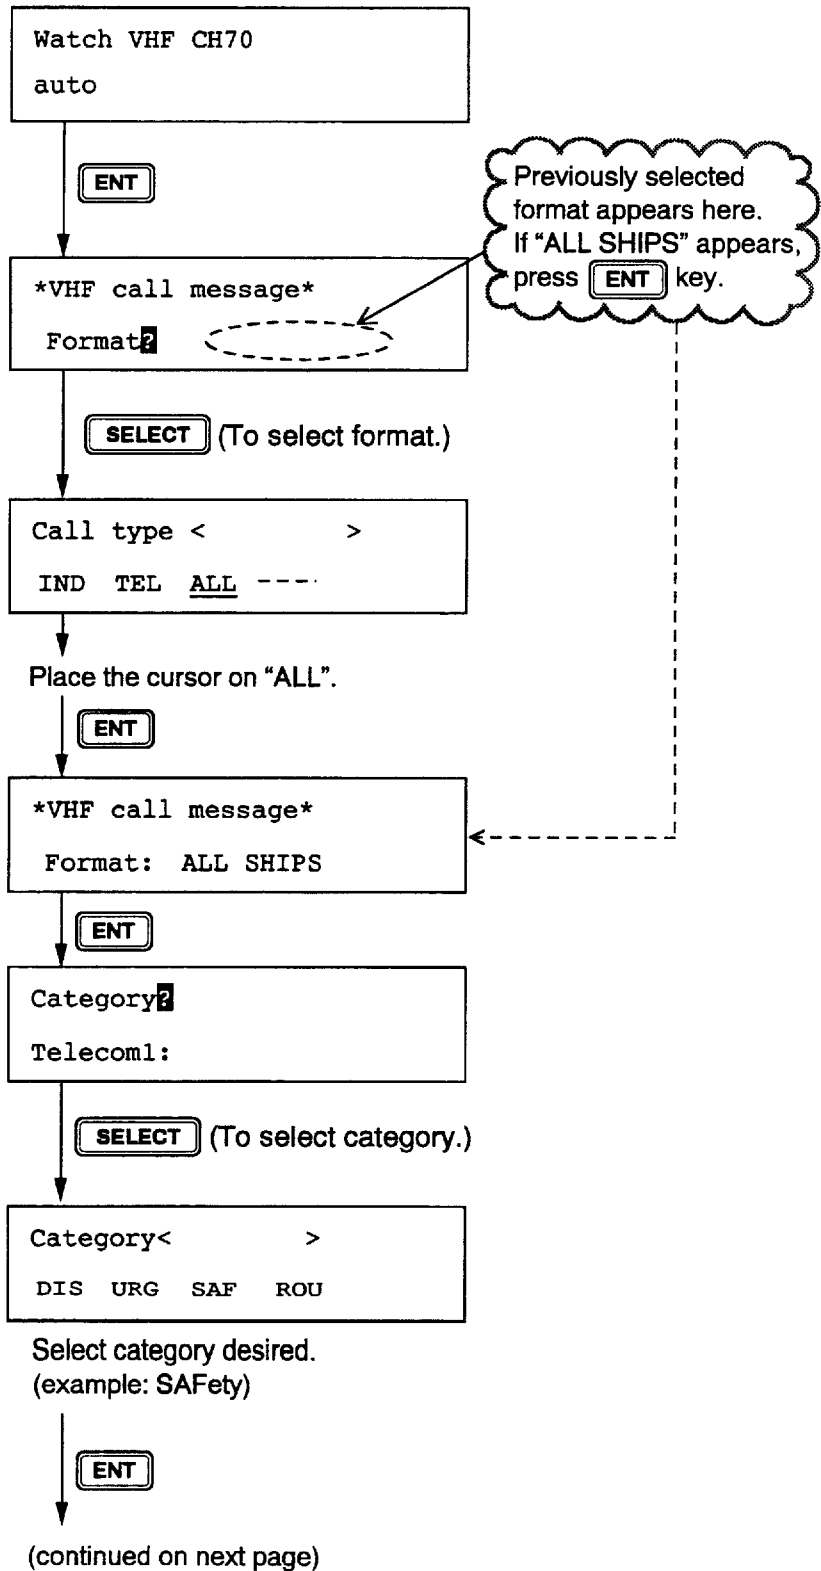 Watch VHF CH70
auto
ENT
Previously selected
format appears here.
If “ALL SHIPS” appears,
press ENT key.
*VHF call message*
Format?
SELECT (To select format.)
Call type < >
IND TEL ALL ----
Place the cursor on “ALL”.
ENT
*VHF call message*
Format: ALL SHIPS
ENT
Category?
Telecom1:
SELECT (To select category.)
Category< >
DIS URG SAF ROU
Select category desired.
(example: SAFety)
ENT
(continued on next page)